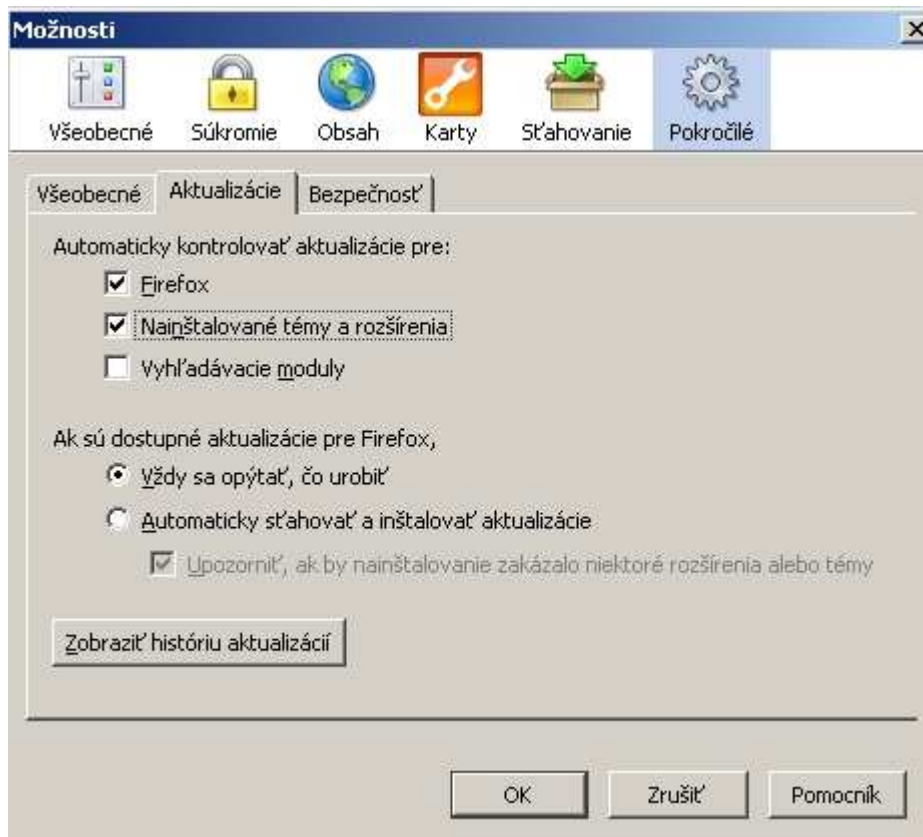 Možnosti
Všeobecné Súkromie Obsah Karty Sťahovanie Pokročilé
Všeobecné Aktualizácie Bezpečnosť
Automaticky kontrolovať aktualizácie pre:
Firefox
Nainštalované témy a rozšírenia
Vyhľadávacie moduly
Ak sú dostupné aktualizácie pre Firefox,
Vždy sa opýtať, čo urobiť
Automaticky sťahovať a inštalovať aktualizácie
Upozorniť, ak by nainštalovanie zakázalo niektoré rozšírenia alebo témy
Zobraziť históriu aktualizácií
OK Zrušiť Pomocník